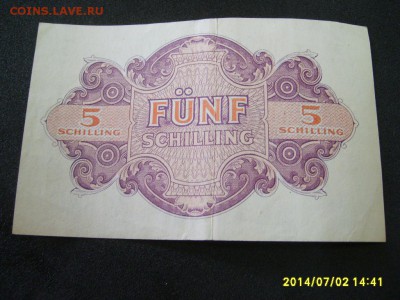 COINS.LAVE.RU
FÜNF
SCHILLING
5
SCHILLING
5
SCHILLING
2014/07/02 14:41